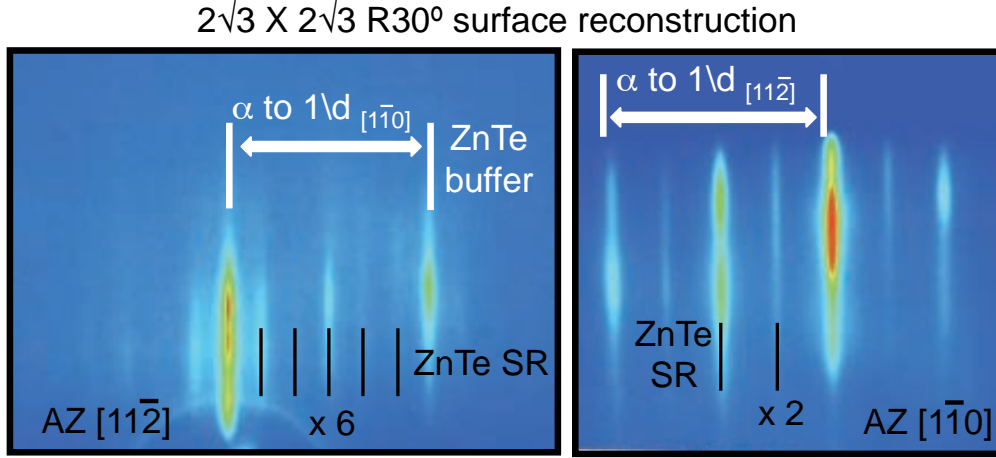 2√3 X 2√3 R30º surface reconstruction
α to 1\d [11̅0]
ZnTe
buffer
ZnTe SR
x 6
AZ [112̅]
α to 1\d [112̅]
ZnTe
SR
x 2
AZ [11̅0]